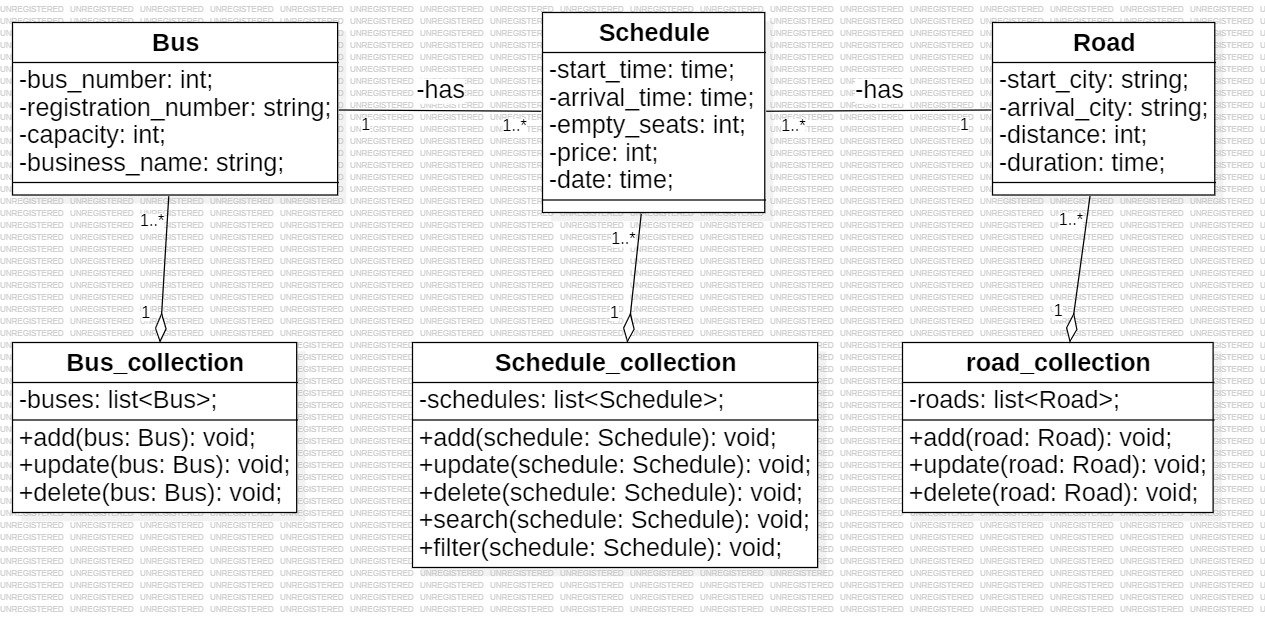 Bus
-bus_number: int;
-registration_number: string;
-capacity: int;
-business_name: string;
-has
1
1..*
Schedule
-start_time: time;
-arrival_time: time;
-empty_seats: int;
-price: int;
-date: time;
-has
1..*
1
Road
-start_city: string;
-arrival_city: string;
-distance: int;
-duration: time;
1..*
1
1..*
1
1..*
1
Bus_collection
-buses: list<Bus>;
+add(bus: Bus): void;
+update(bus: Bus): void;
+delete(bus: Bus): void;
Schedule_collection
-schedules: list<Schedule>;
+add(schedule: Schedule): void;
+update(schedule: Schedule): void;
+delete(schedule: Schedule): void;
+search(schedule: Schedule): void;
+filter(schedule: Schedule): void;
road_collection
-roads: list<Road>;
+add(road: Road): void;
+update(road: Road): void;
+delete(road: Road): void;
UNREGISTERED